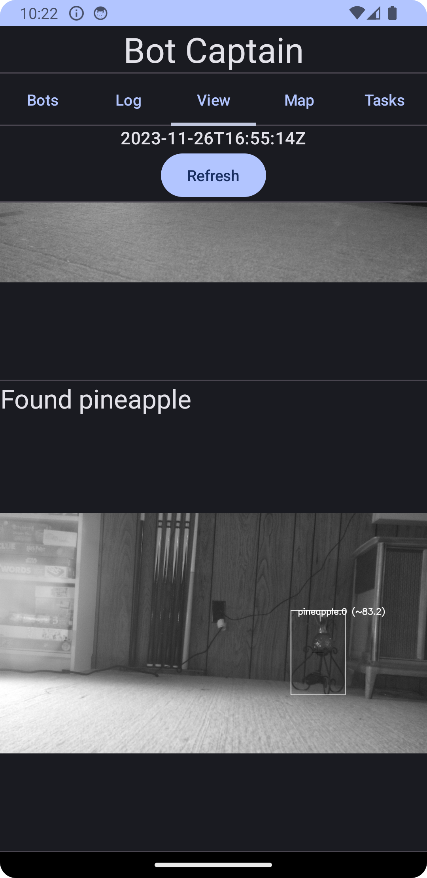 10:22
Bot Captain
Bots Log View Map Tasks
2023-11-26T16:55:14Z
Refresh
Found pineapple
pineapple:0 (~83.2)